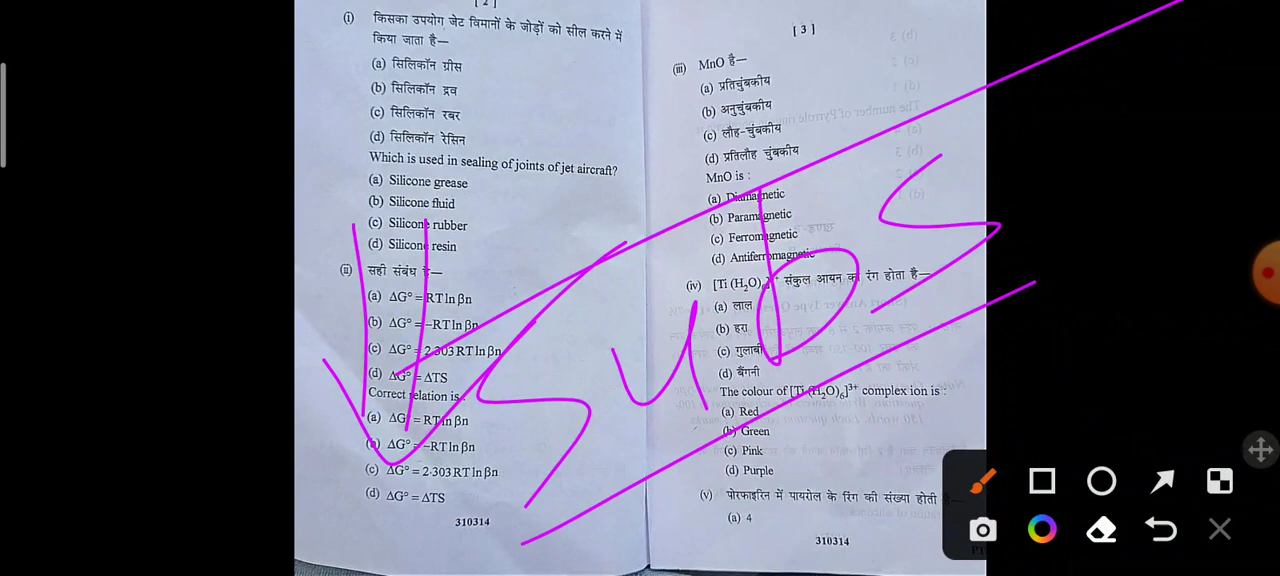 [ 2 ]
(i) किसका उपयोग जेट विमानों के जोड़ों को सील करने में
किया जाता है—
(a) सिलिकॉन ग्रीस
(b) सिलिकॉन द्रव
(c) सिलिकॉन रबर
(d) सिलिकॉन रेसिन
Which is used in sealing of joints of jet aircraft?
(a) Silicone grease
(b) Silicone fluid
(c) Silicone rubber
(d) Silicone resin
(ii) सही संबंध है—
(a) ΔG° = RT ln βn
(b) ΔG° = –RT ln βn
(c) ΔG° = 2·303 RT ln βn
(d) ΔG° = ΔTS
Correct relation is :
(a) ΔG° = RT ln βn
(b) ΔG° = –RT ln βn
(c) ΔG° = 2·303 RT ln βn
(d) ΔG° = ΔTS
310314
[ 3 ]
(iii) MnO है—
(a) प्रतिचुंबकीय
(b) अनुचुंबकीय
(c) लौह-चुंबकीय
(d) प्रतिलौह चुंबकीय
MnO is :
(a) Diamagnetic
(b) Paramagnetic
(c) Ferromagnetic
(d) Antiferromagnetic
(iv) [Ti (H₂O)₆]³⁺ संकुल आयन का रंग होता है—
(a) लाल
(b) हरा
(c) गुलाबी
(d) बैंगनी
The colour of [Ti (H₂O)₆]³⁺ complex ion is :
(a) Red
(b) Green
(c) Pink
(d) Purple
(v) पोरफाइरिन में पायरोल के रिंग की संख्या होती है—
(a) 4
310314
Subs